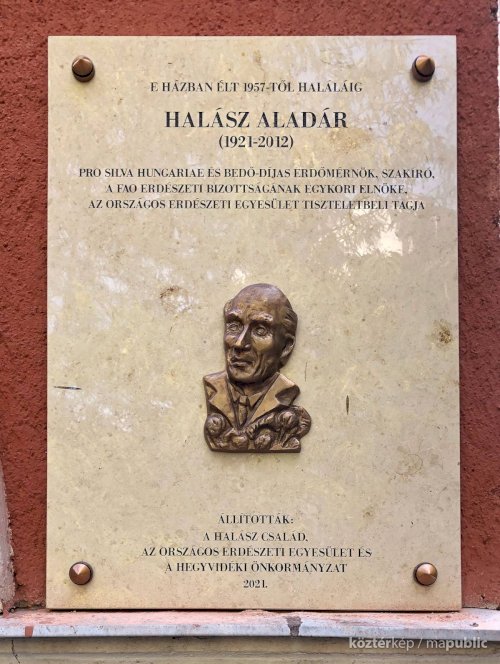 E HÁZBAN ÉLT 1957-TŐL HALÁLÁIG
HALÁSZ ALADÁR
(1921-2012)
PRO SILVA HUNGARIAE ÉS BEDŐ-DÍJAS ERDŐMÉRNÖK, SZAKÍRÓ,
A FAO ERDÉSZETI BIZOTTSÁGÁNAK EGYKORI ELNÖKE,
AZ ORSZÁGOS ERDÉSZETI EGYESÜLET TISZTELETBELI TAGJA
ÁLLÍTOTTÁK:
A HALÁSZ CSALÁD,
AZ ORSZÁGOS ERDÉSZETI EGYESÜLET ÉS
A HEGYVIDÉKI ÖNKORMÁNYZAT
2021.
köztérkép / mapublic